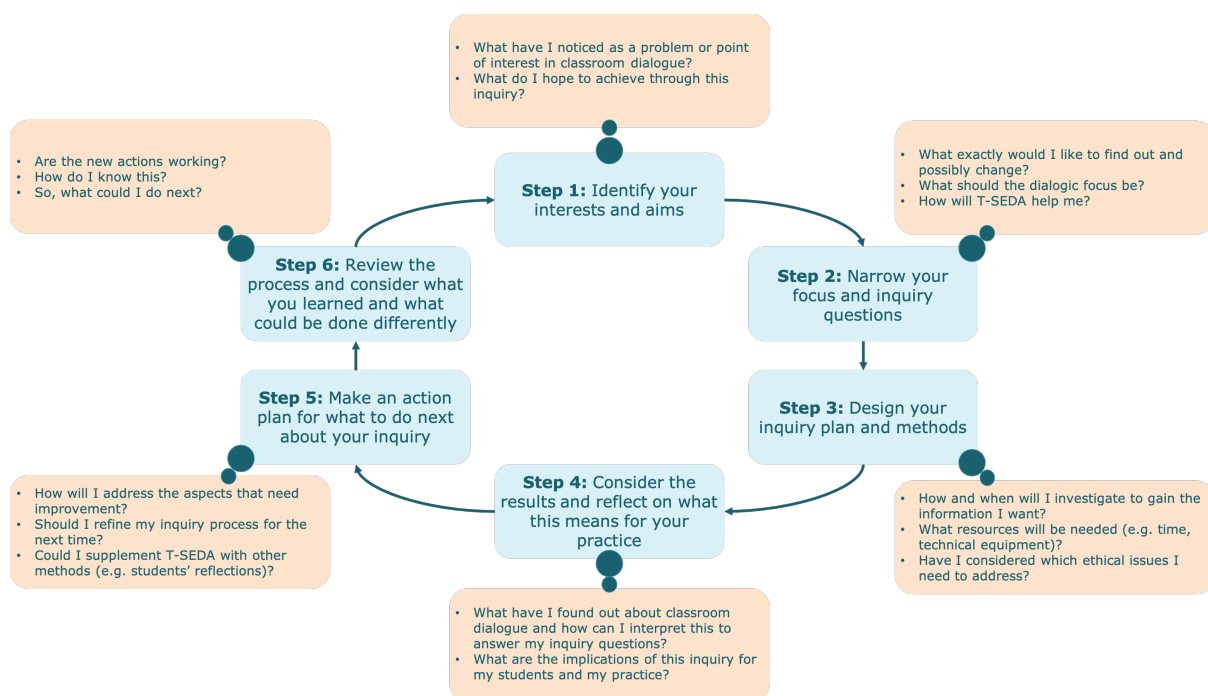 • What have I noticed as a problem or point
of interest in classroom dialogue?
• What do I hope to achieve through this
inquiry?
Step 1: Identify your
interests and aims
• What exactly would I like to find out and
possibly change?
• What should the dialogic focus be?
• How will T-SEDA help me?
Step 2: Narrow your
focus and inquiry
questions
Step 3: Design your
inquiry plan and methods
• How and when will I investigate to gain the
information I want?
• What resources will be needed (e.g. time,
technical equipment)?
• Have I considered which ethical issues I
need to address?
Step 4: Consider the
results and reflect on what
this means for your
practice
• What have I found out about classroom
dialogue and how can I interpret this to
answer my inquiry questions?
• What are the implications of this inquiry for
my students and my practice?
Step 5: Make an action
plan for what to do next
about your inquiry
• How will I address the aspects that need
improvement?
• Should I refine my inquiry process for the
next time?
• Could I supplement T-SEDA with other
methods (e.g. students’ reflections)?
Step 6: Review the
process and consider what
you learned and what
could be done differently
• Are the new actions working?
• How do I know this?
• So, what could I do next?